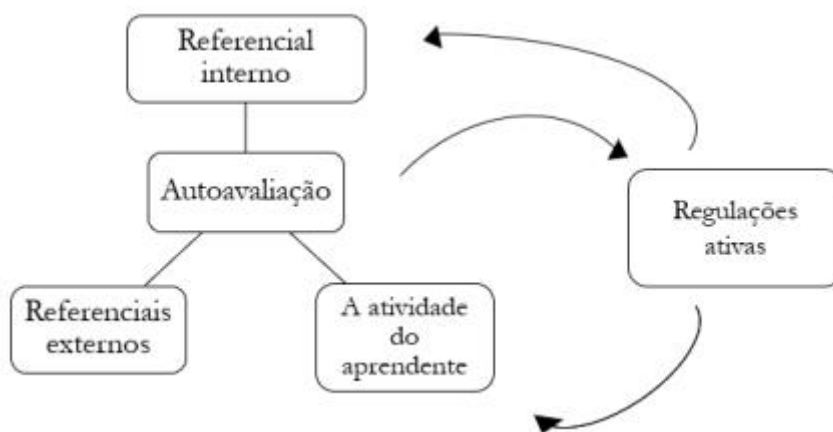 Referencial
interno
Autoavaliação
Regulações
ativas
Referenciais
externos
A atividade
do
aprendente